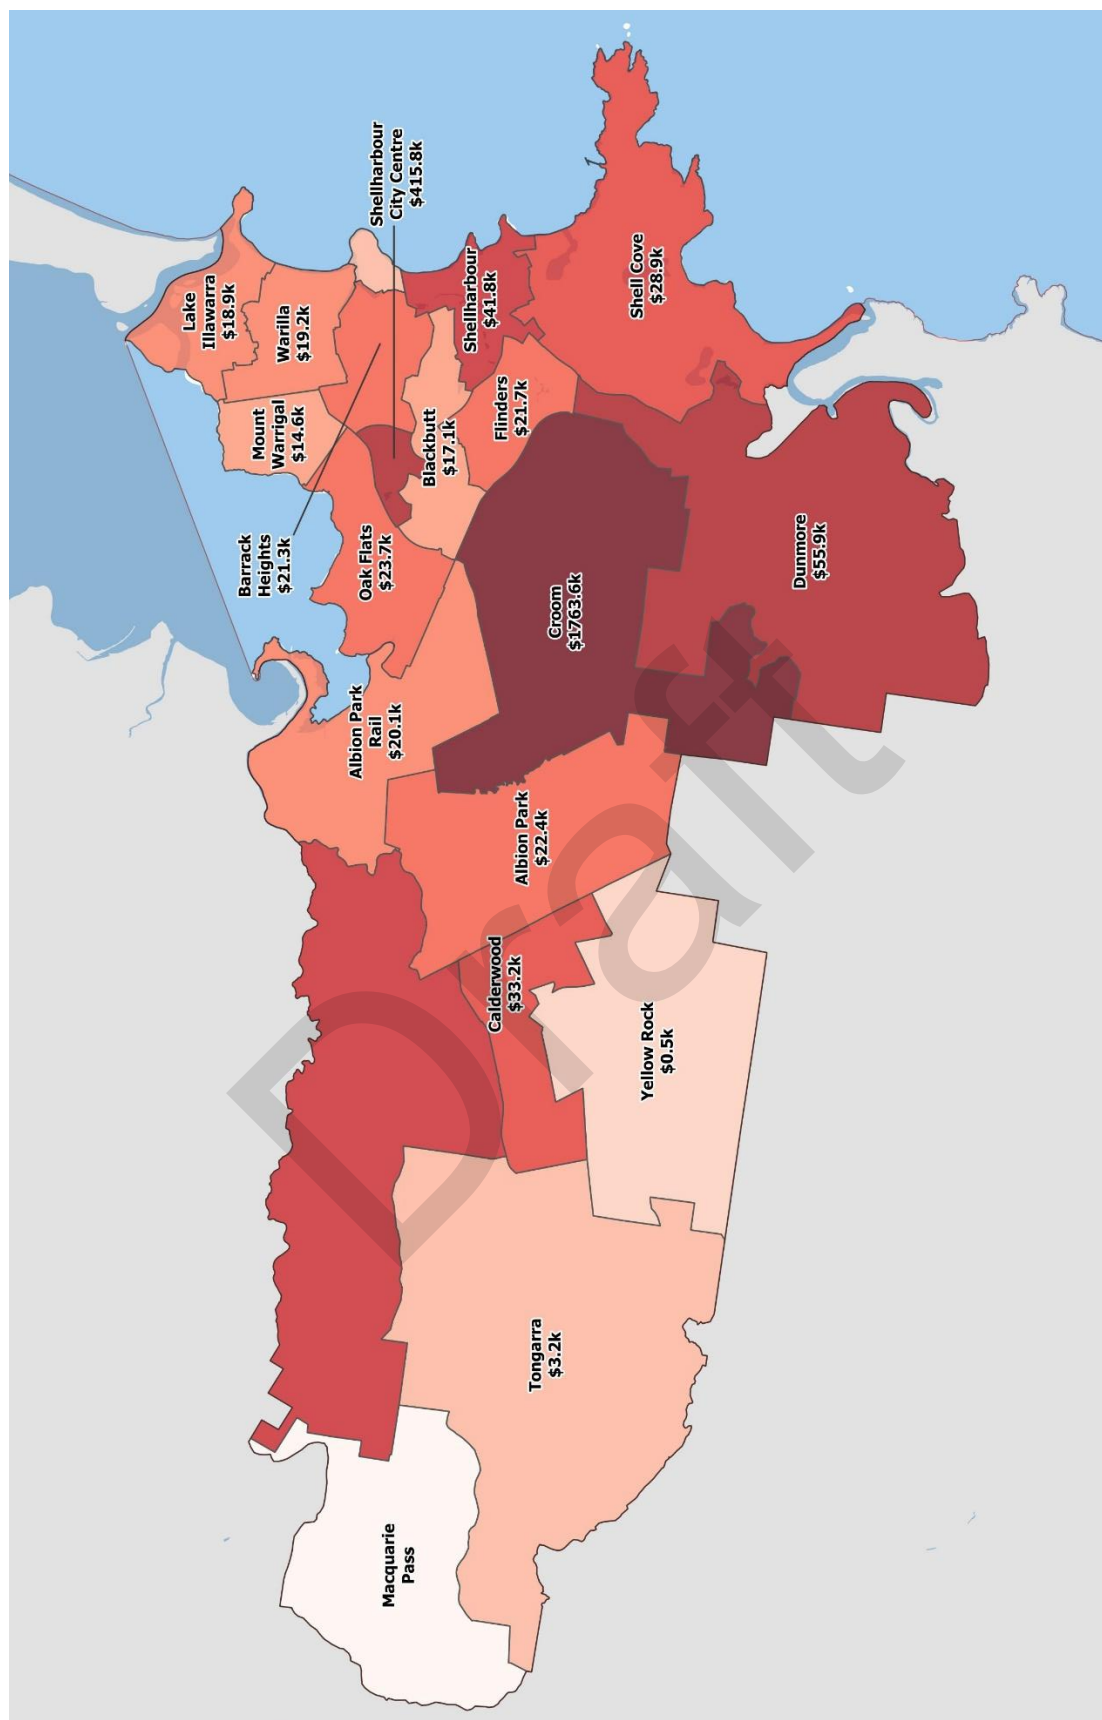 Shellharbour
City Centre
$415.8k
Lake
Illawarra
$18.9k
Warilla
$19.2k
Shellharbour
$41.8k
Shell Cove
$28.9k
Mount
Warrigal
$14.6k
Blackbutt
$17.1k
Flinders
$21.7k
Barrack
Heights
$21.3k
Oak Flats
$23.7k
Croom
$1763.6k
Dunmore
$55.9k
Albion Park
Rail
$20.1k
Albion Park
$22.4k
Calderwood
$33.2k
Yellow Rock
$0.5k
Tongarra
$3.2k
Macquarie
Pass
Draft